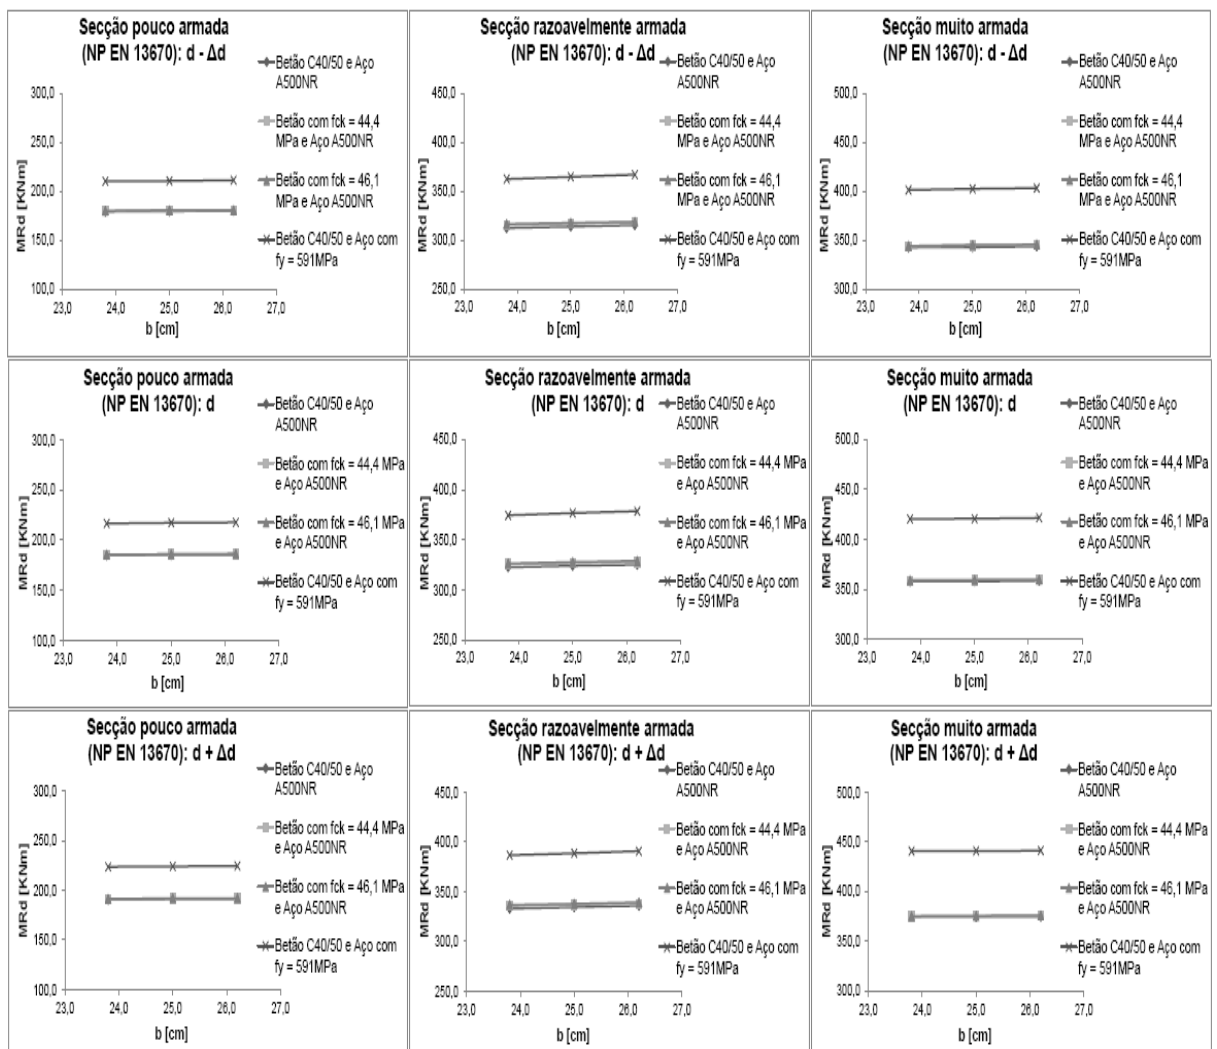 Secção pouco armada
(NP EN 13670): d - Δd
Betão C40/50 e Aço
A500NR
Betão com fck = 44,4
MPa e Aço A500NR
Betão com fck = 46,1
MPa e Aço A500NR
Betão C40/50 e Aço com
fy = 591MPa
MRd [KNm]
300,0
250,0
200,0
150,0
100,0
23,0 24,0 25,0 26,0 27,0
b [cm]
Secção razoavelmente armada
(NP EN 13670): d - Δd
Betão C40/50 e Aço
A500NR
Betão com fck = 44,4
MPa e Aço A500NR
Betão com fck = 46,1
MPa e Aço A500NR
Betão C40/50 e Aço com
fy = 591MPa
MRd [KNm]
450,0
400,0
350,0
300,0
250,0
23,0 24,0 25,0 26,0 27,0
b [cm]
Secção muito armada
(NP EN 13670): d - Δd
Betão C40/50 e Aço
A500NR
Betão com fck = 44,4
MPa e Aço A500NR
Betão com fck = 46,1
MPa e Aço A500NR
Betão C40/50 e Aço com
fy = 591MPa
MRd [KNm]
500,0
450,0
400,0
350,0
300,0
23,0 24,0 25,0 26,0 27,0
b [cm]
Secção pouco armada
(NP EN 13670): d
Betão C40/50 e Aço
A500NR
Betão com fck = 44,4 MPa
e Aço A500NR
Betão com fck = 46,1 MPa
e Aço A500NR
Betão C40/50 e Aço com
fy = 591MPa
MRd [KNm]
300,0
250,0
200,0
150,0
100,0
23,0 24,0 25,0 26,0 27,0
b [cm]
Secção razoavelmente armada
(NP EN 13670): d
Betão C40/50 e Aço
A500NR
Betão com fck = 44,4 MPa
e Aço A500NR
Betão com fck = 46,1 MPa
e Aço A500NR
Betão C40/50 e Aço com
fy = 591MPa
MRd [KNm]
450,0
400,0
350,0
300,0
250,0
23,0 24,0 25,0 26,0 27,0
b [cm]
Secção muito armada
(NP EN 13670): d
Betão C40/50 e Aço
A500NR
Betão com fck = 44,4 MPa
e Aço A500NR
Betão com fck = 46,1 MPa
e Aço A500NR
Betão C40/50 e Aço com
fy = 591MPa
MRd [KNm]
500,0
450,0
400,0
350,0
300,0
23,0 24,0 25,0 26,0 27,0
b [cm]
Secção pouco armada
(NP EN 13670): d + Δd
Betão C40/50 e Aço
A500NR
Betão com fck = 44,4 MPa
e Aço A500NR
Betão com fck = 46,1 MPa
e Aço A500NR
Betão C40/50 e Aço com
fy = 591MPa
MRd [KNm]
300,0
250,0
200,0
150,0
100,0
23,0 24,0 25,0 26,0 27,0
b [cm]
Secção razoavelmente armada
(NP EN 13670): d + Δd
Betão C40/50 e Aço
A500NR
Betão com fck = 44,4 MPa
e Aço A500NR
Betão com fck = 46,1 MPa
e Aço A500NR
Betão C40/50 e Aço com
fy = 591MPa
MRd [KNm]
450,0
400,0
350,0
300,0
250,0
23,0 24,0 25,0 26,0 27,0
b [cm]
Secção muito armada
(NP EN 13670): d + Δd
Betão C40/50 e Aço
A500NR
Betão com fck = 44,4 MPa
e Aço A500NR
Betão com fck = 46,1 MPa
e Aço A500NR
Betão C40/50 e Aço com
fy = 591MPa
MRd [KNm]
500,0
450,0
400,0
350,0
300,0
23,0 24,0 25,0 26,0 27,0
b [cm]